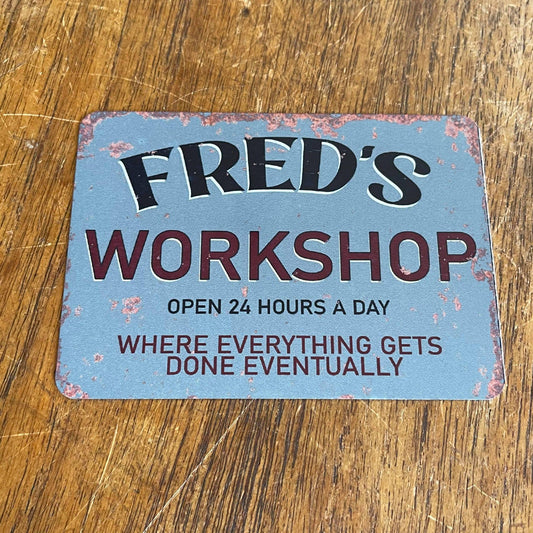 FRED'S
WORKSHOP
OPEN 24 HOURS A DAY
WHERE EVERYTHING GETS
DONE EVENTUALLY